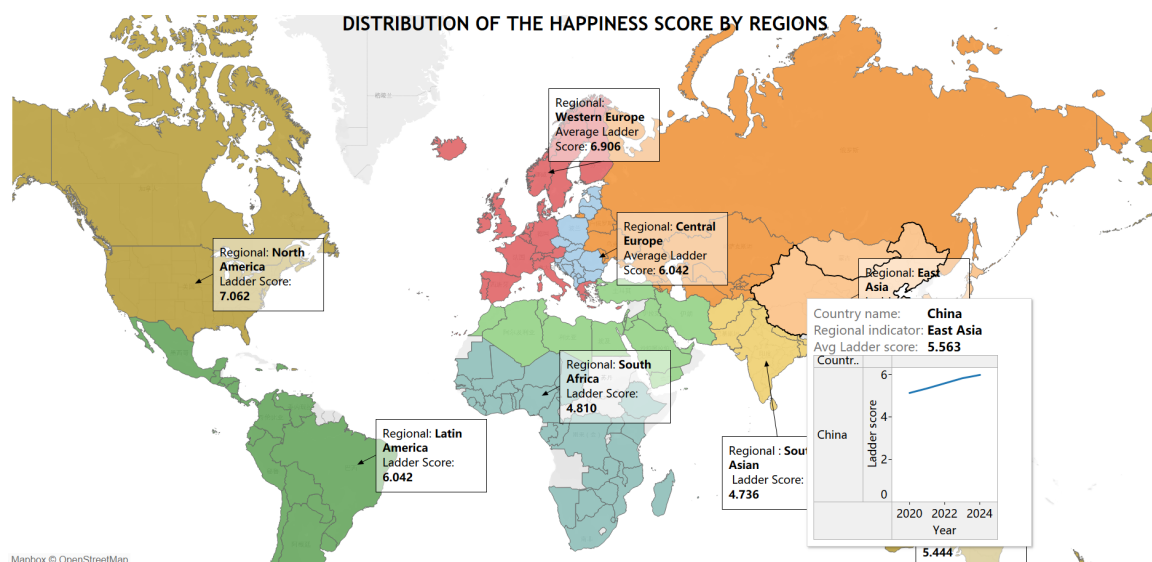 DISTRIBUTION OF THE HAPPINESS SCORE BY REGIONS
Regional:
Western Europe
Average Ladder
Score: 6.906
Regional: Central
Europe
Average Ladder
Score: 6.042
Regional: North
America
Ladder Score:
7.062
Regional: East
Asia
Country name: China
Regional indicator: East Asia
Avg Ladder score: 5.563
Countr..
6
4
2
0
Ladder score
China
2020 2022 2024
Year
Regional: South
Africa
Ladder Score:
4.810
Regional: Latin
America
Ladder Score:
6.042
Regional : Sout
Asian
Ladder Score:
4.736
5.444
Mapbox © OpenStreetMap